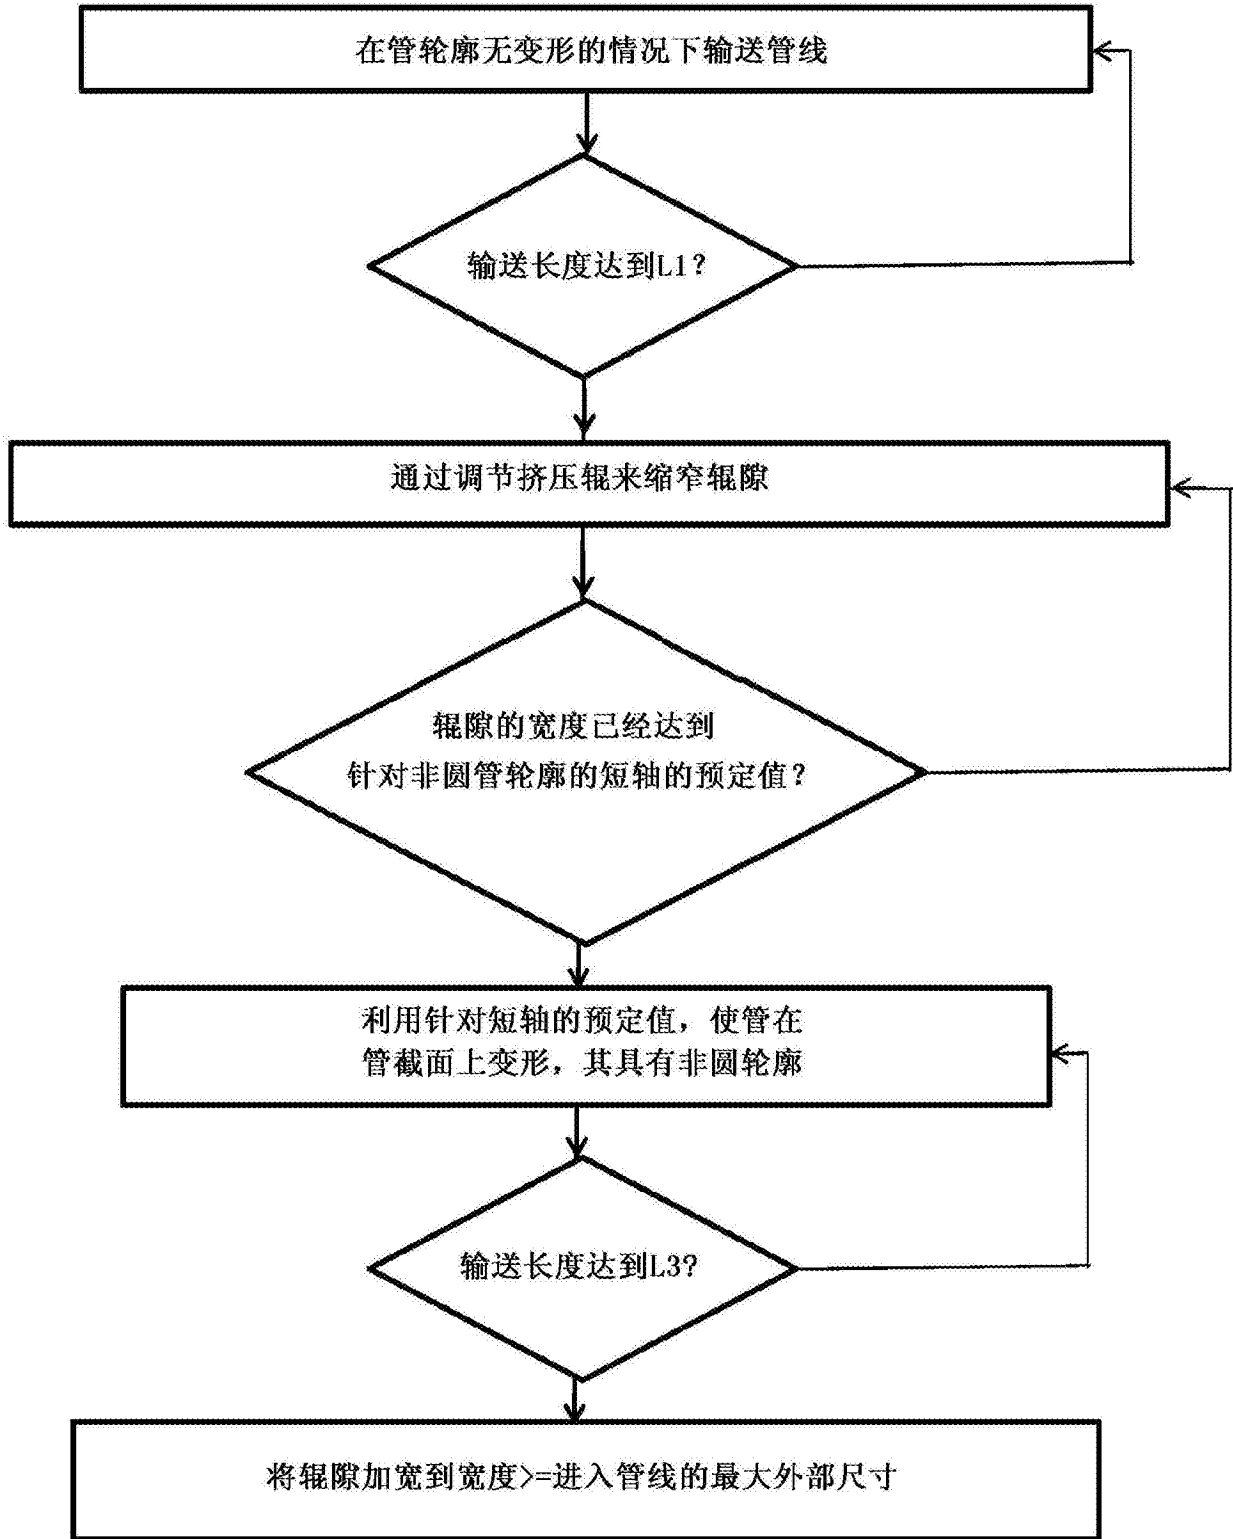 在管轮廓无变形的情况下输送管线
输送长度达到L1?
通过调节挤压辊来缩窄辊隙
辊隙的宽度已经达到
针对非圆管轮廓的短轴的预定值?
利用针对短轴的预定值，使管在
管截面上变形，其具有非圆轮廓
输送长度达到L3?
将辊隙加宽到宽度>=进入管线的最大外部尺寸